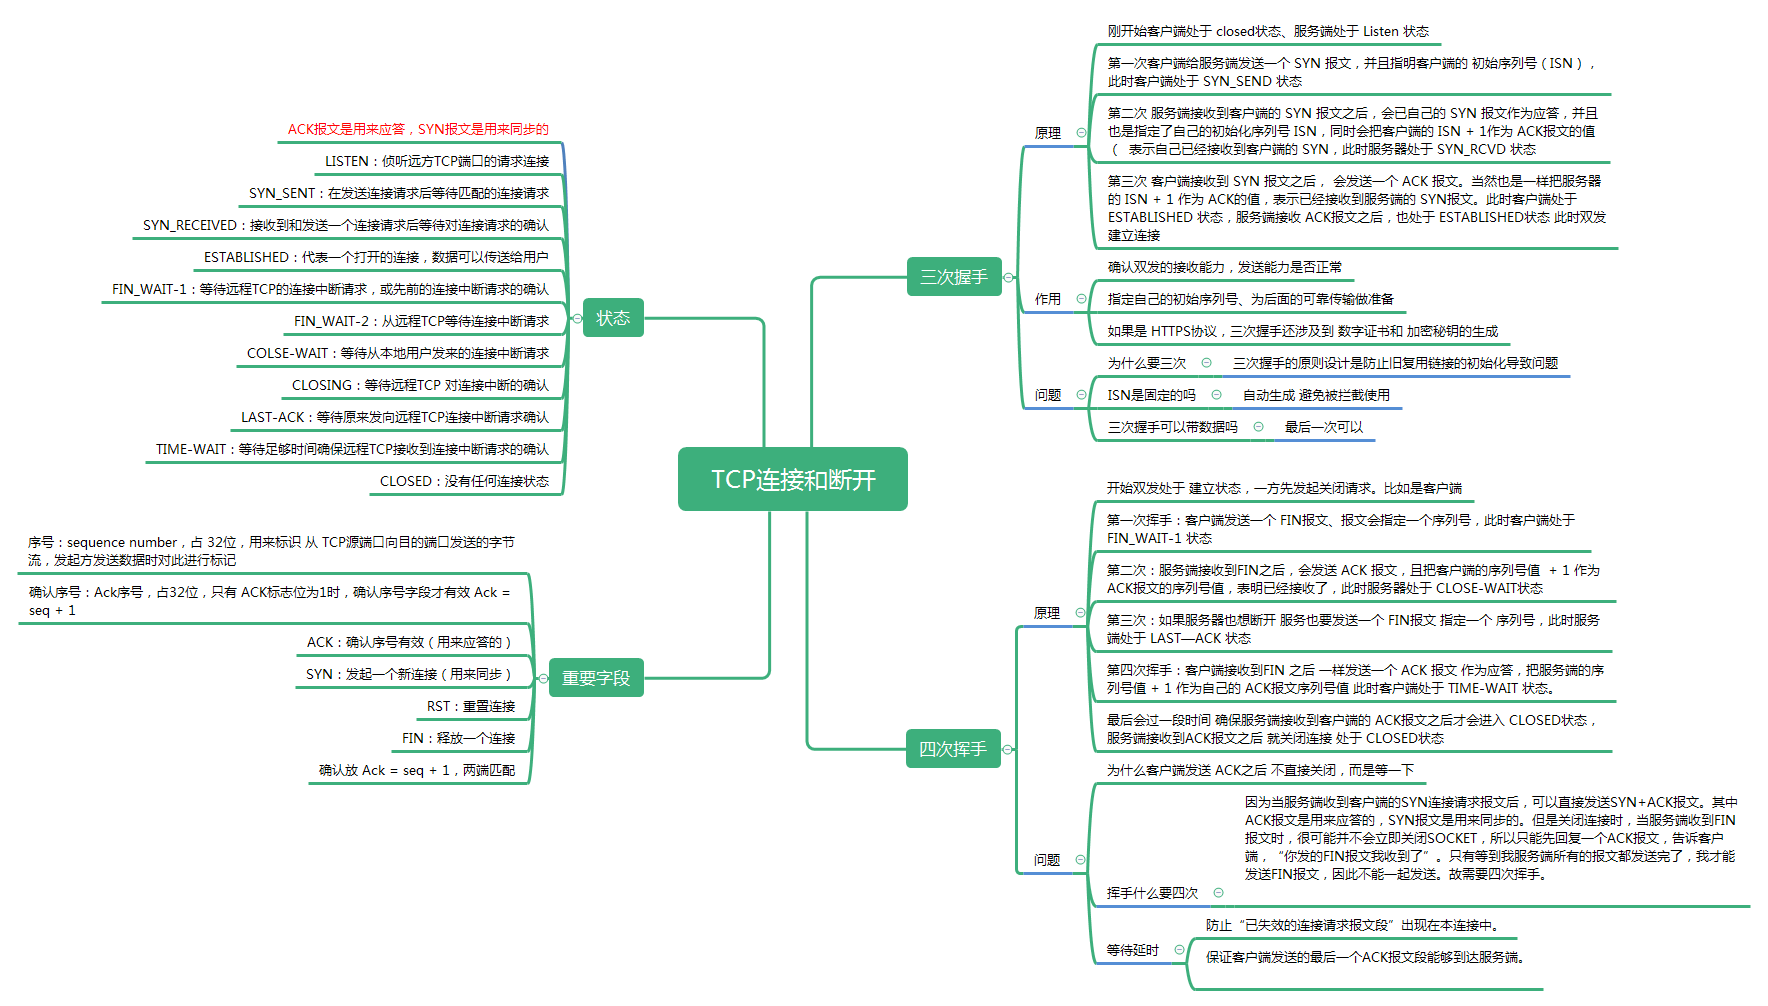 TCP连接和断开
三次握手
原理
刚开始客户端处于 closed状态、服务端处于 Listen 状态
第一次客户端给服务端发送一个 SYN 报文，并且指明客户端的 初始序列号（ISN），
此时客户端处于 SYN_SEND 状态
第二次 服务端接收到客户端的 SYN 报文之后，会已自己的 SYN 报文作为应答，并且
也是指定了自己的初始化序列号 ISN，同时会把客户端的 ISN + 1作为 ACK报文的值
（ 表示自己已经接收到客户端的 SYN，此时服务器处于 SYN_RCVD 状态
第三次 客户端接收到 SYN 报文之后， 会发送一个 ACK 报文。当然也是一样把服务器
的 ISN + 1 作为 ACK的值，表示已经接收到服务端的 SYN报文。此时客户端处于
ESTABLISHED 状态，服务端接收 ACK报文之后，也处于 ESTABLISHED状态 此时双发
建立连接
作用
确认双发的接收能力，发送能力是否正常
指定自己的初始序列号、为后面的可靠传输做准备
如果是 HTTPS协议，三次握手还涉及到 数字证书和 加密秘钥的生成
问题
为什么要三次
三次握手的原则设计是防止旧复用链接的初始化导致问题
ISN是固定的吗
自动生成 避免被拦截使用
三次握手可以带数据吗
最后一次可以
四次挥手
原理
开始双发处于 建立状态，一方先发起关闭请求。比如是客户端
第一次挥手：客户端发送一个 FIN报文、报文会指定一个序列号，此时客户端处于
FIN_WAIT-1 状态
第二次：服务端接收到FIN之后，会发送 ACK 报文，且把客户端的序列号值 + 1 作为
ACK报文的序列号值，表明已经接收了，此时服务器处于 CLOSE-WAIT状态
第三次：如果服务器也想断开 服务也要发送一个 FIN报文 指定一个 序列号，此时服务
端处于 LAST—ACK 状态
第四次挥手：客户端接收到FIN 之后 一样发送一个 ACK 报文 作为应答，把服务端的序
列号值 + 1 作为自己的 ACK报文序列号值 此时客户端处于 TIME-WAIT 状态。
最后会过一段时间 确保服务端接收到客户端的 ACK报文之后才会进入 CLOSED状态，
服务端接收到ACK报文之后 就关闭连接 处于 CLOSED状态
问题
为什么客户端发送 ACK之后 不直接关闭，而是等一下
挥手什么要四次
因为当服务端收到客户端的SYN连接请求报文后，可以直接发送SYN+ACK报文。其中
ACK报文是用来应答的，SYN报文是用来同步的。但是关闭连接时，当服务端收到FIN
报文时，很可能并不会立即关闭SOCKET，所以只能先回复一个ACK报文，告诉客户
端，“你发的FIN报文我收到了”。只有等到我服务端所有的报文都发送完了，我才能
发送FIN报文，因此不能一起发送。故需要四次挥手。
等待延时
防止“已失效的连接请求报文段”出现在本连接中。
保证客户端发送的最后一个ACK报文段能够到达服务端。
状态
ACK报文是用来应答，SYN报文是用来同步的
LISTEN：侦听远方TCP端口的请求连接
SYN_SENT：在发送连接请求后等待匹配的连接请求
SYN_RECEIVED：接收到和发送一个连接请求后等待对连接请求的确认
ESTABLISHED：代表一个打开的连接，数据可以传送给用户
FIN_WAIT-1：等待远程TCP的连接中断请求，或先前的连接中断请求的确认
FIN_WAIT-2：从远程TCP等待连接中断请求
COLSE-WAIT：等待从本地用户发来的连接中断请求
CLOSING：等待远程TCP 对连接中断的确认
LAST-ACK：等待原来发向远程TCP连接中断请求确认
TIME-WAIT：等待足够时间确保远程TCP接收到连接中断请求的确认
CLOSED：没有任何连接状态
重要字段
序号：sequence number，占 32位，用来标识 从 TCP源端口向目的端口发送的字节
流，发起方发送数据时对此进行标记
确认序号：Ack序号，占32位，只有 ACK标志位为1时，确认序号字段才有效 Ack =
seq + 1
ACK：确认序号有效（用来应答的）
SYN：发起一个新连接（用来同步）
RST：重置连接
FIN：释放一个连接
确认放 Ack = seq + 1，两端匹配